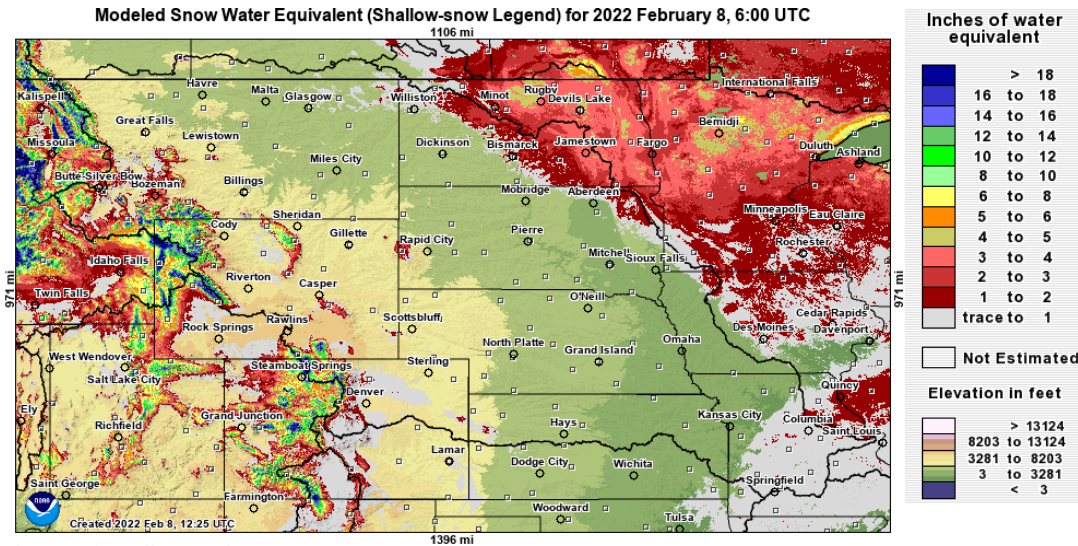 Modeled Snow Water Equivalent (Shallow-snow Legend) for 2022 February 8, 6:00 UTC
1106 mi
Inches of water
equivalent
> 18
16 to 18
14 to 16
12 to 14
10 to 12
8 to 10
6 to 8
5 to 6
4 to 5
3 to 4
2 to 3
1 to 2
trace to 1
Not Estimated
Elevation in feet
> 13124
8203 to 13124
3281 to 8203
3 to 3281
< 3
971 mi
971 mi
Kalispell
Havre
Malta
Glasgow
Williston
Minot
Rugby
Devils Lake
International Falls
Great Falls
Lewistown
Bemidji
Missoula
Miles City
Dickinson
Bismarck
Jamestown
Fargo
Duluth
Ashland
Butte-Silver Bow
Bozeman
Billings
Mobridge
Aberdeen
Minneapolis
Eau Claire
Cody
Sheridan
Gillette
Rapid City
Pierre
Rochester
Idaho Falls
Riverton
Mitchell
Sioux Falls
Twin Falls
Casper
O'Neill
Rock Springs
Rawlins
Scottsbluff
Cedar Rapids
Des Moines
Davenport
West Wendover
Salt Lake City
Steamboat Springs
Sterling
North Platte
Grand Island
Omaha
Ely
Denver
Quincy
Richfield
Grand Junction
Hays
Kansas City
Columbia
Saint Louis
Saint George
Lamar
Dodge City
Wichita
Springfield
Farmington
Woodward
Tulsa
noaa
Created 2022 Feb 8, 12:25 UTC
1396 mi